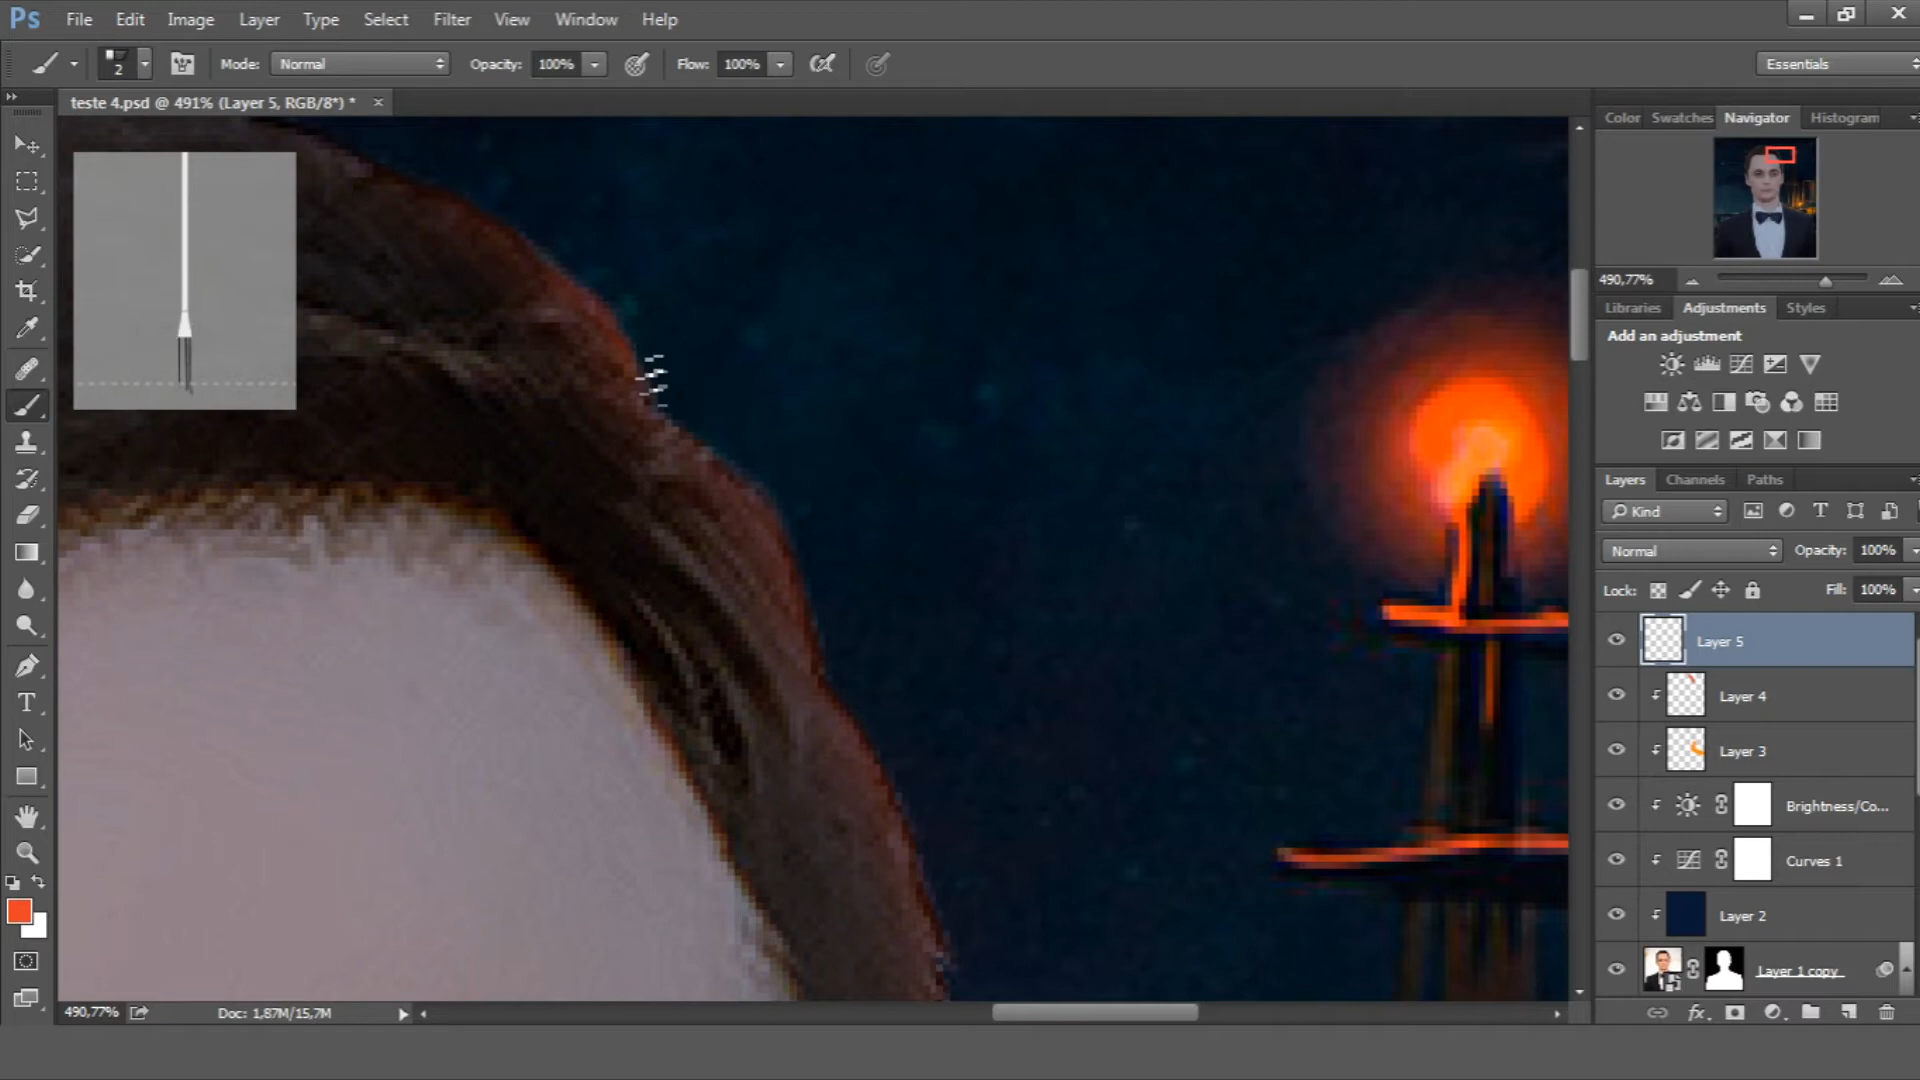 Ps File Edit Image Layer Type Select Filter View Window Help
2 Mode: Normal Opacity: 100% Flow: 100% Essentials
teste 4.psd @ 491% (Layer 5, RGB/8*) *
Color Swatches Navigator Histogram
490,77%
Libraries Adjustments Styles
Add an adjustment
Layers Channels Paths
Kind
Normal Opacity: 100%
Lock: Fill: 100%
Layer 5
Layer 4
Layer 3
Brightness/Co...
Curves 1
Layer 2
Layer 1 copy
490,77% Doc: 1,87M/15,7M
fx